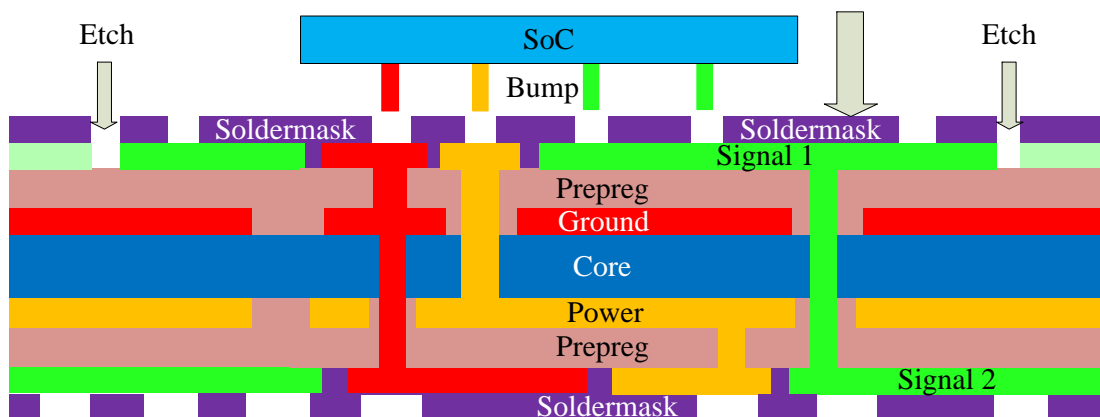 Etch
SoC
Etch
Bump
Soldermask
Soldermask
Signal 1
Prepreg
Ground
Core
Power
Prepreg
Signal 2
Soldermask